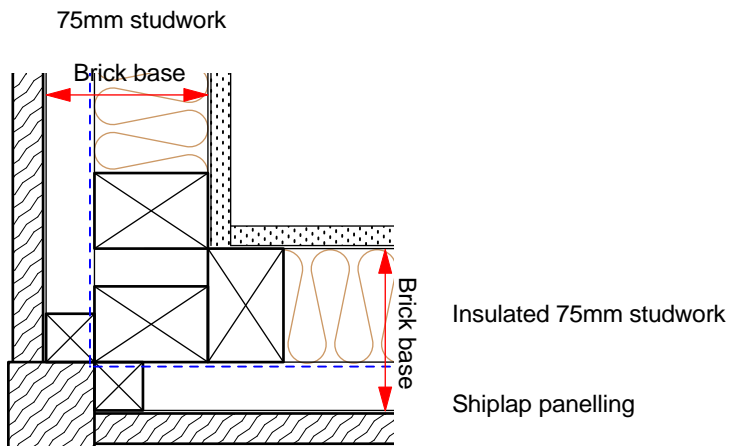 75mm studwork
Brick base
Brick base
Insulated 75mm studwork
Shiplap panelling